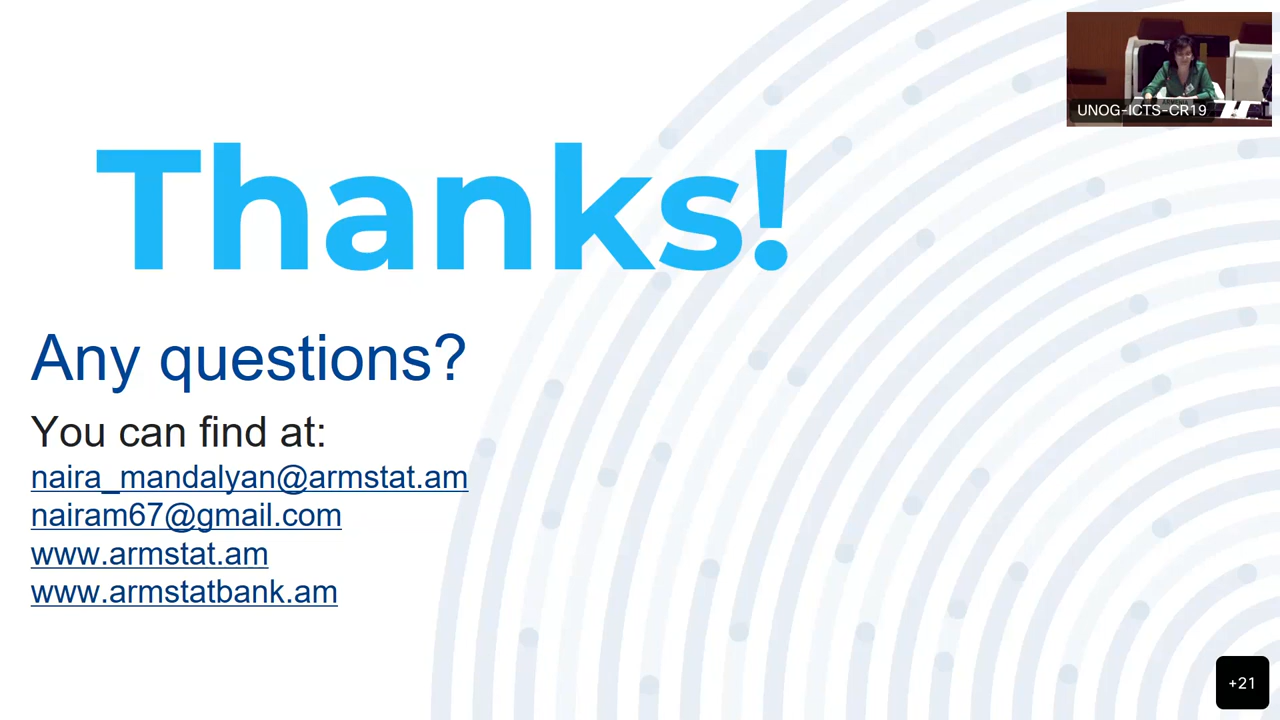 UNOG-ICTS-CR19
Thanks!
Any questions?
You can find at:
naira_mandalyan@armstat.am
nairam67@gmail.com
www.armstat.am
www.armstatbank.am
+21